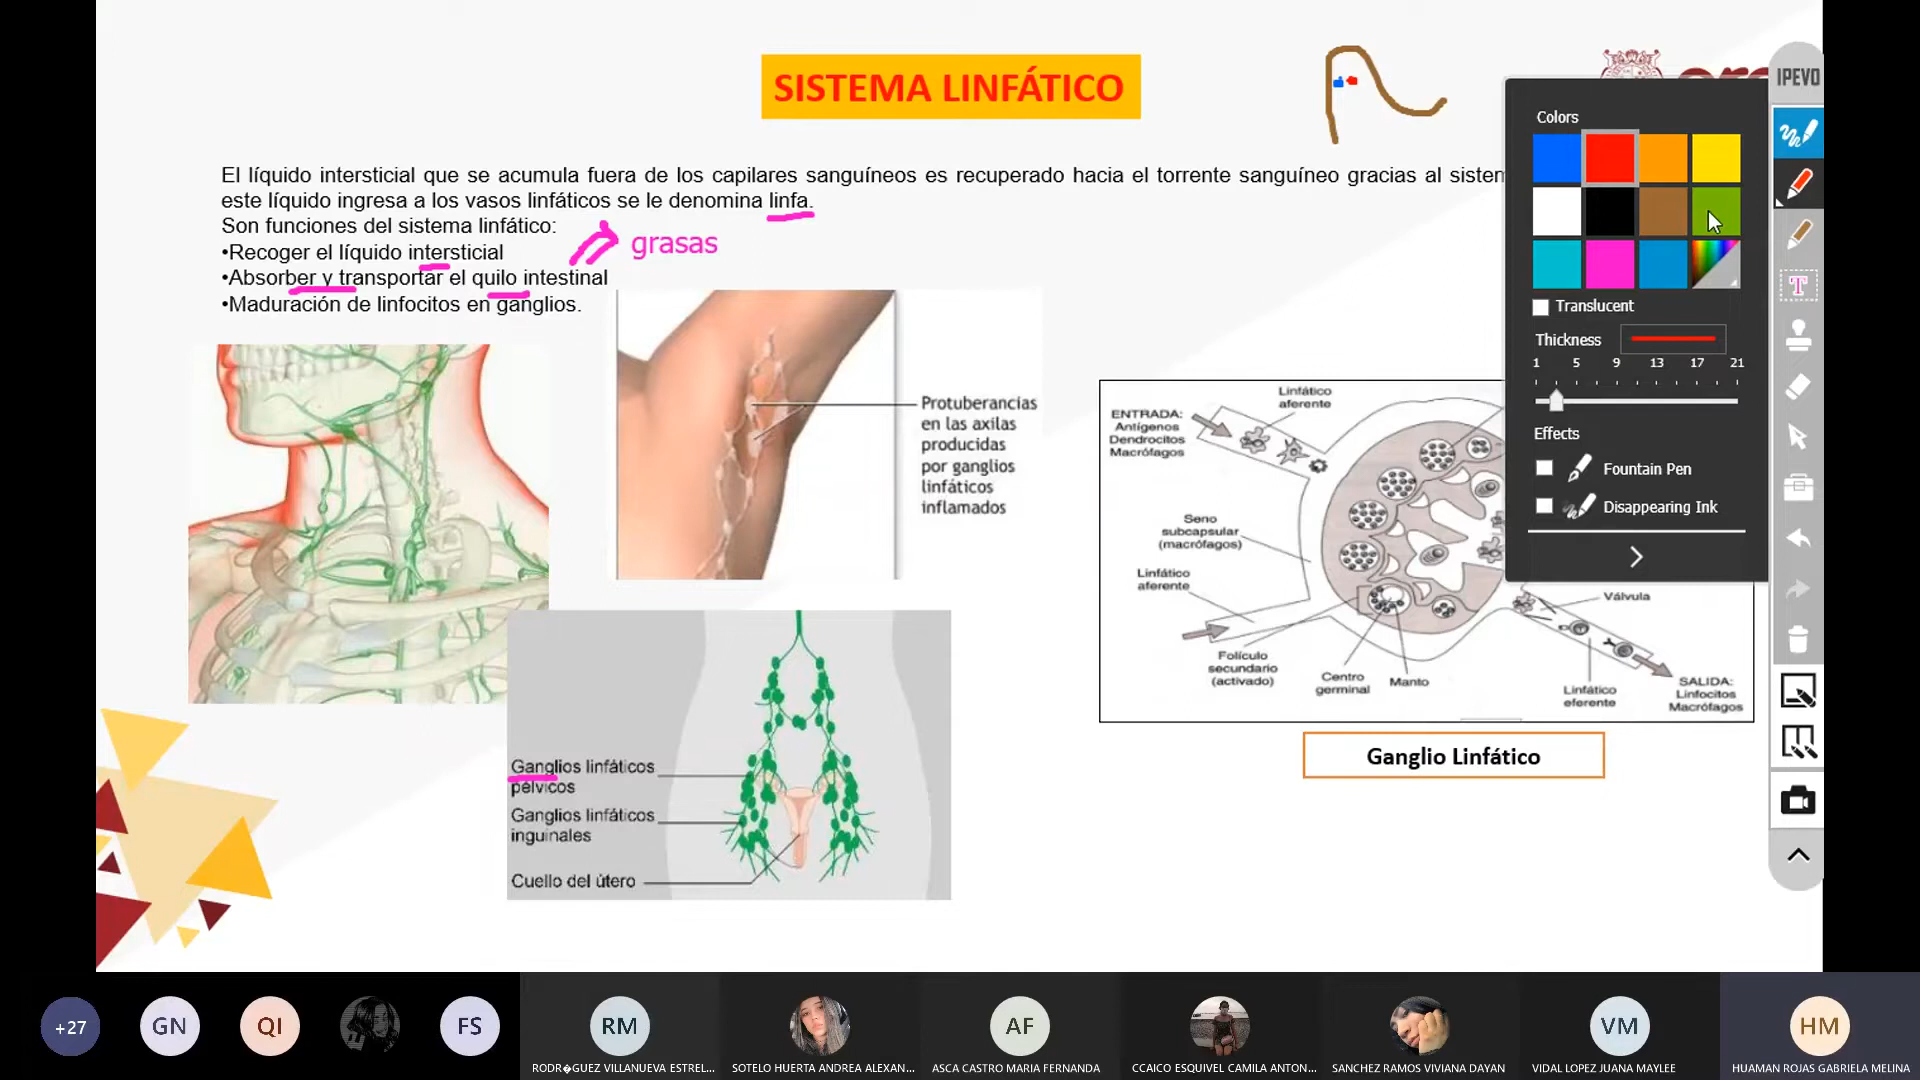 SISTEMA LINFÁTICO
El líquido intersticial que se acumula fuera de los capilares sanguíneos es recuperado hacia el torrente sanguíneo gracias al
este líquido ingresa a los vasos linfáticos se le denomina linfa.
Son funciones del sistema linfático:
•Recoger el líquido intersticial
grasas
•Absorber y transportar el quilo intestinal
•Maduración de linfocitos en ganglios.
Protuberancias
en las axilas
producidas
por ganglios
linfáticos
inflamados
Ganglios linfáticos
pélvicos
Ganglios linfáticos
inguinales
Cuello del útero
Linfático
aferente
ENTRADA:
Antígenos
Dendrocitos
Macrófagos
Seno
subcapsular
(macrófagos)
Linfático
aferente
Folículo
secundario
(activado)
Centro
germinal
Manto
Válvula
Linfático
eferente
SALIDA:
Linfocitos
Macrófagos
Ganglio Linfático
IPEVO
Colors
Translucent
Thickness
1 5 9 13 17 21
Effects
Fountain Pen
Disappearing Ink
T
+27
GN
QI
FS
RM
AF
VM
HM
RODR�GUEZ VILLANUEVA ESTREL...
SOTELO HUERTA ANDREA ALEXAN...
ASCA CASTRO MARIA FERNANDA
CCAICO ESQUIVEL CAMILA ANTON...
SANCHEZ RAMOS VIVIANA DAYAN
VIDAL LOPEZ JUANA MAYLEE
HUAMAN ROJAS GABRIELA MELINA